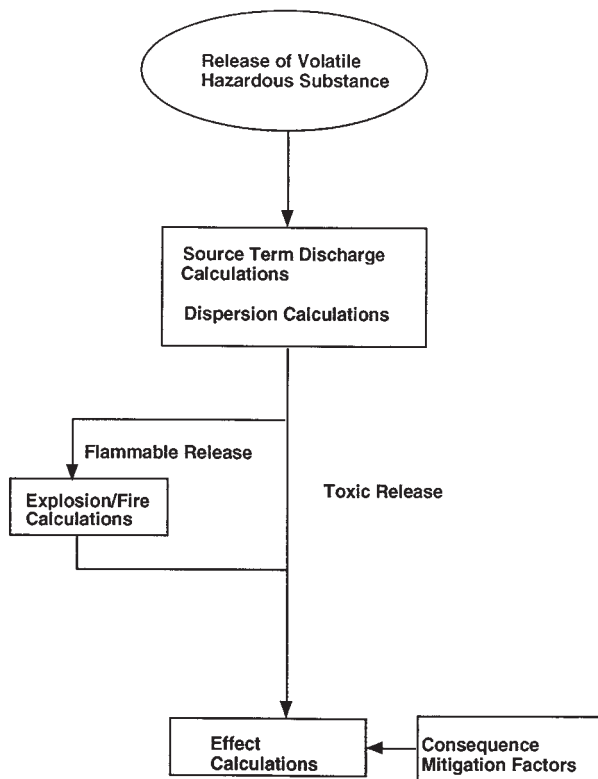 Release of Volatile
Hazardous Substance
Source Term Discharge
Calculations
Dispersion Calculations
Flammable Release
Explosion/Fire
Calculations
Toxic Release
Effect
Calculations
Consequence
Mitigation Factors